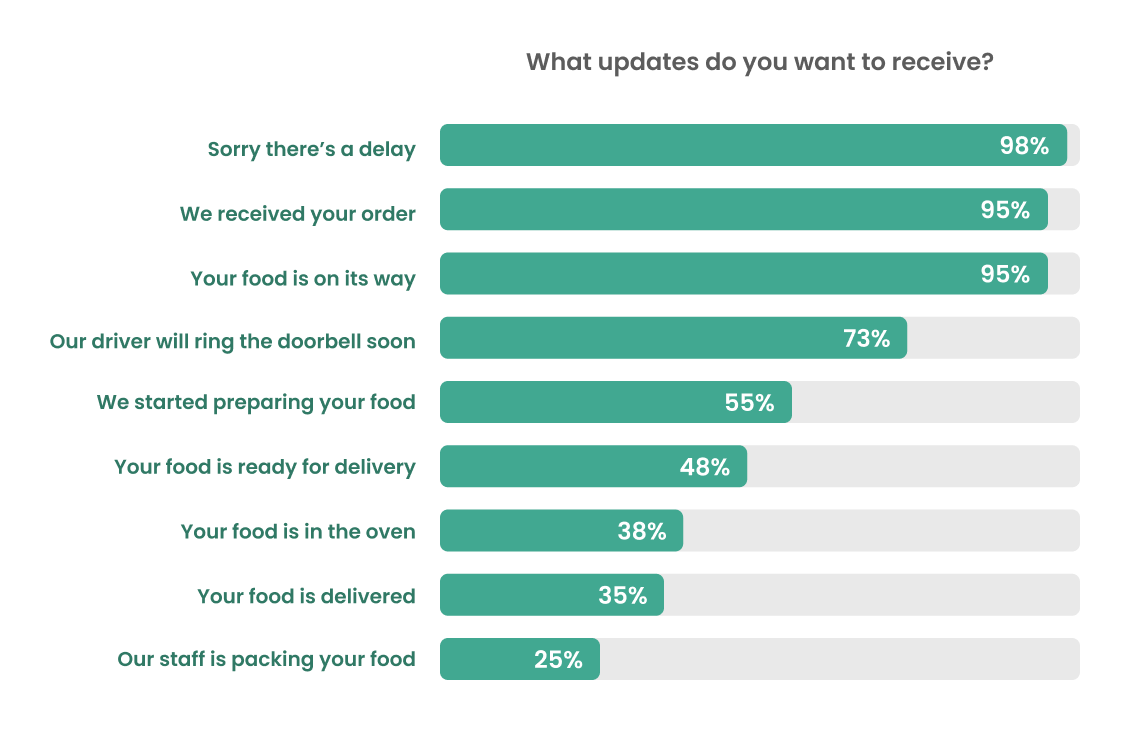 What updates do you want to receive?
Sorry there’s a delay 98%
We received your order 95%
Your food is on its way 95%
Our driver will ring the doorbell soon 73%
We started preparing your food 55%
Your food is ready for delivery 48%
Your food is in the oven 38%
Your food is delivered 35%
Our staff is packing your food 25%